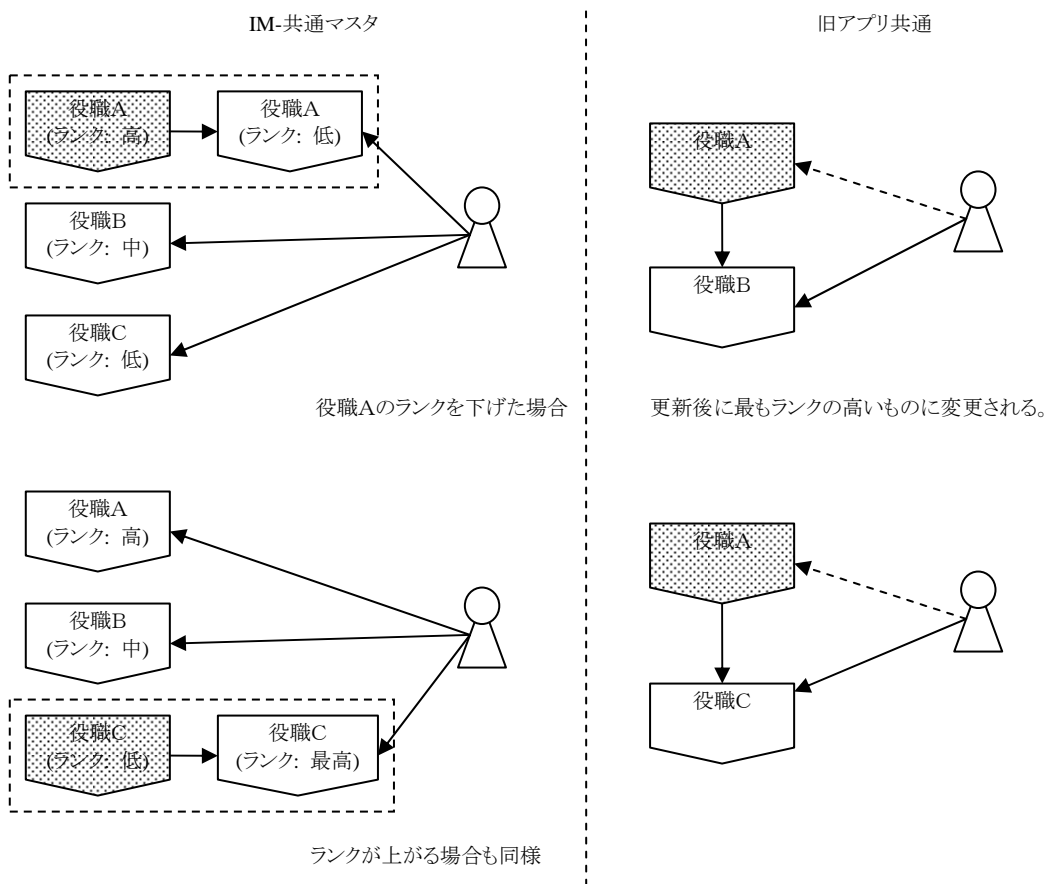 IM-共通マスタ
旧アプリ共通
役職A
(ランク: 高)
役職A
(ランク: 低)
役職B
(ランク: 中)
役職C
(ランク: 低)
役職A
役職B
役職Aのランクを下げた場合
更新後に最もランクの高いものに変更される。
役職A
(ランク: 高)
役職B
(ランク: 中)
役職C
(ランク: 低)
役職C
(ランク: 最高)
役職A
役職C
ランクが上がる場合も同様